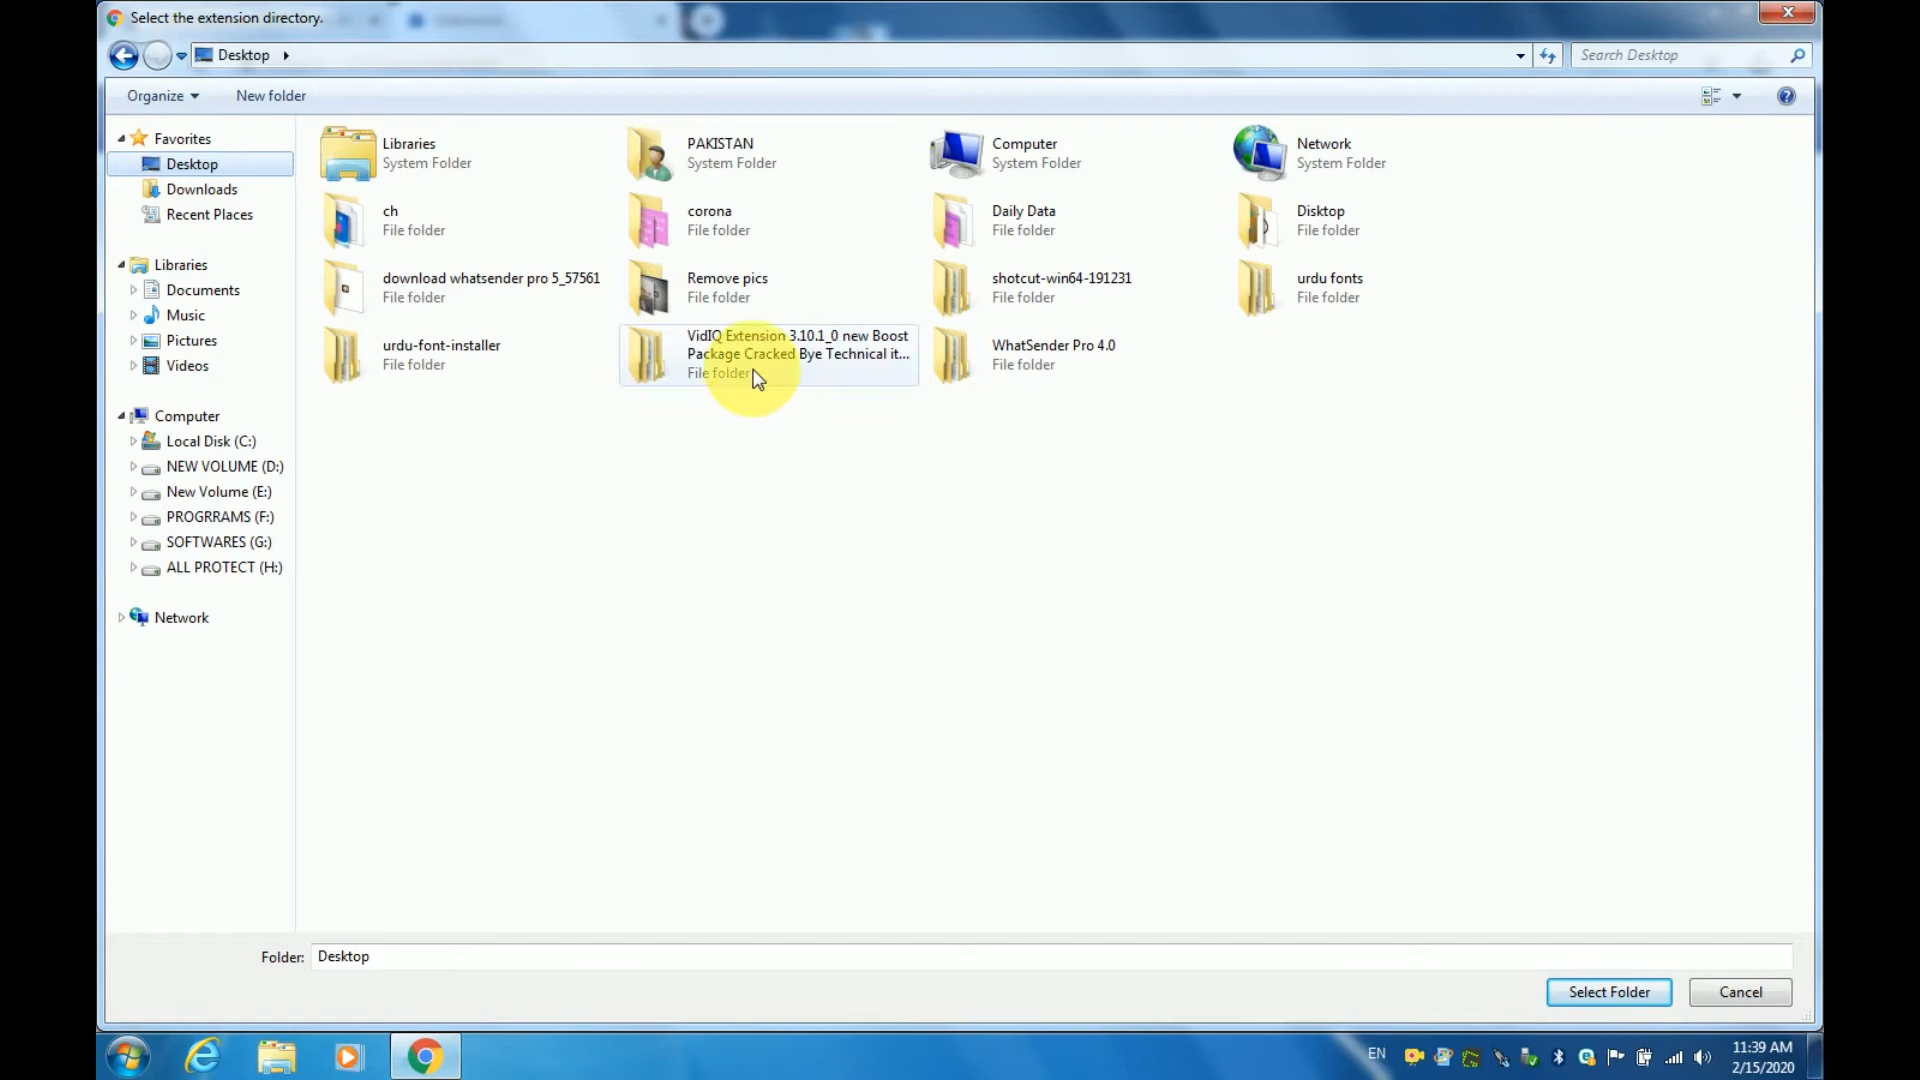 Select the extension directory.
Desktop
Search Desktop
Organize
New folder
Favorites
Desktop
Downloads
Recent Places
Libraries
Documents
Music
Pictures
Videos
Computer
Local Disk (C:)
NEW VOLUME (D:)
New Volume (E:)
PROGRRAMS (F:)
SOFTWARES (G:)
ALL PROTECT (H:)
Network
Libraries
System Folder
PAKISTAN
System Folder
Computer
System Folder
Network
System Folder
ch
File folder
corona
File folder
Daily Data
File folder
Disktop
File folder
download whatsender pro 5_57561
File folder
Remove pics
File folder
shotcut-win64-191231
File folder
urdu fonts
File folder
urdu-font-installer
File folder
VidIQ Extension 3.10.1_0 new Boost
Package Cracked Bye Technical it...
File folder
WhatSender Pro 4.0
File folder
Folder: Desktop
Select Folder
Cancel
EN
11:39 AM
2/15/2020